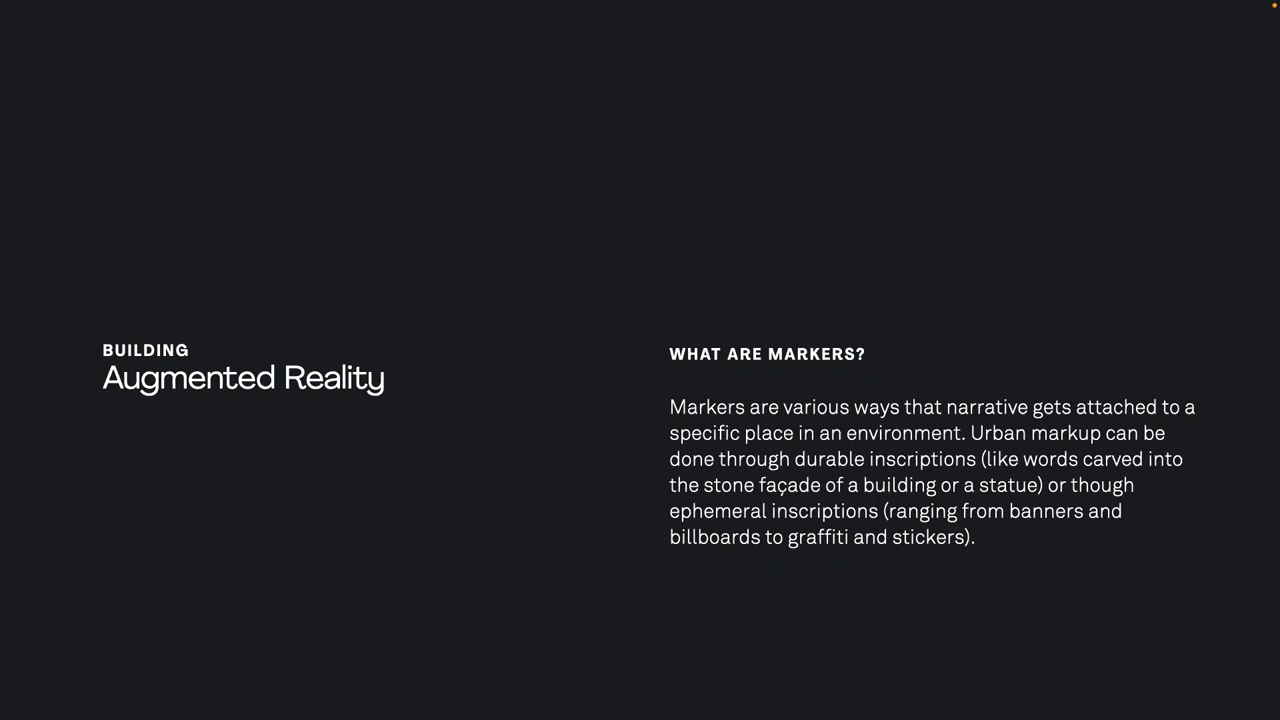 BUILDING
Augmented Reality
WHAT ARE MARKERS?
Markers are various ways that narrative gets attached to a
specific place in an environment. Urban markup can be
done through durable inscriptions (like words carved into
the stone façade of a building or a statue) or though
ephemeral inscriptions (ranging from banners and
billboards to graffiti and stickers).